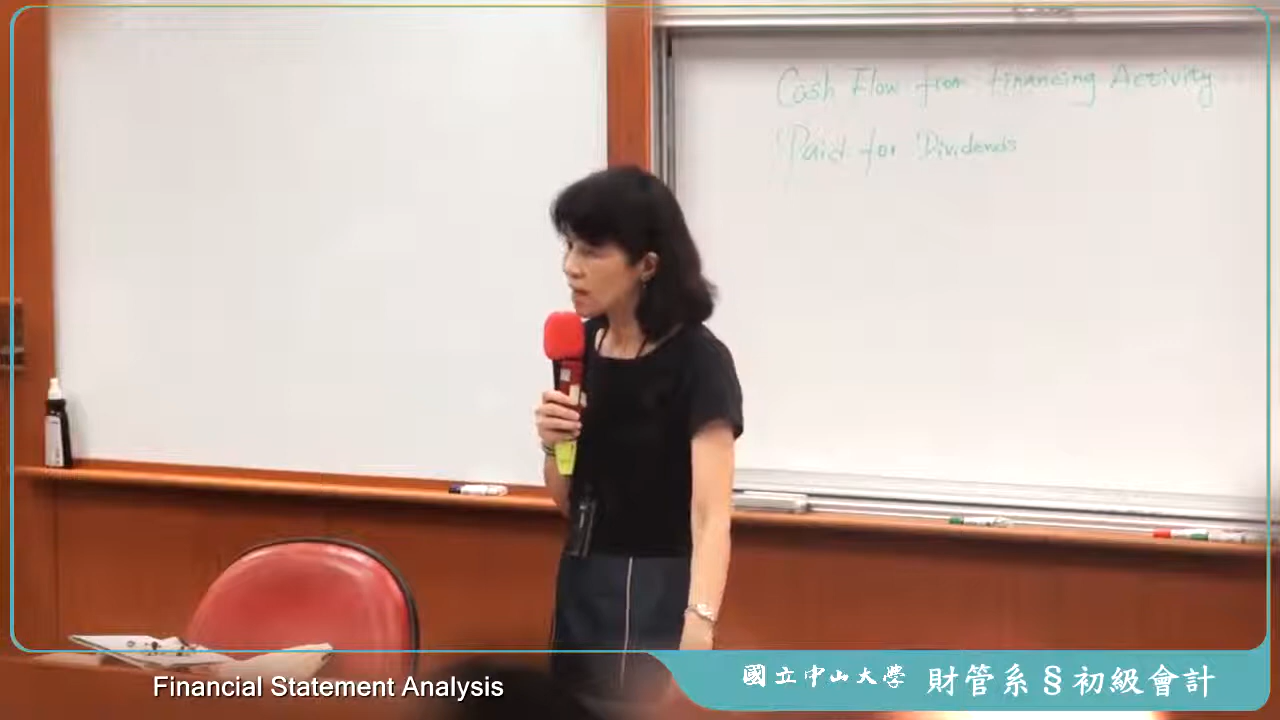 Cash Flow from Financing Activity
Paid for Dividends
Financial Statement Analysis
國立中山大學 財管系§初級會計